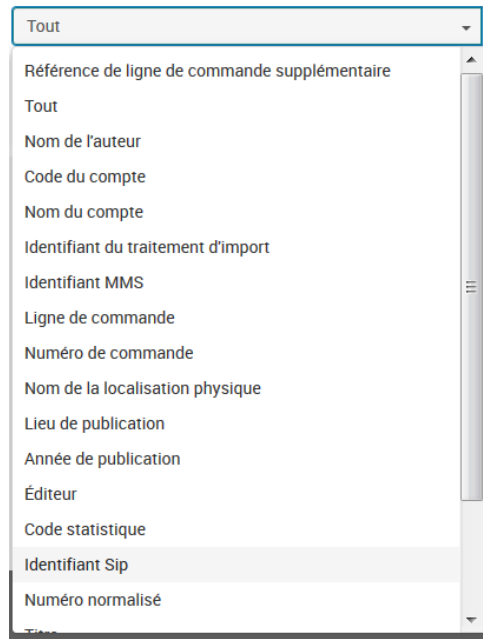 Tout
Référence de ligne de commande supplémentaire
Tout
Nom de l'auteur
Code du compte
Nom du compte
Identifiant du traitement d'import
Identifiant MMS
Ligne de commande
Numéro de commande
Nom de la localisation physique
Lieu de publication
Année de publication
Éditeur
Code statistique
Identifiant Sip
Numéro normalisé
Titre